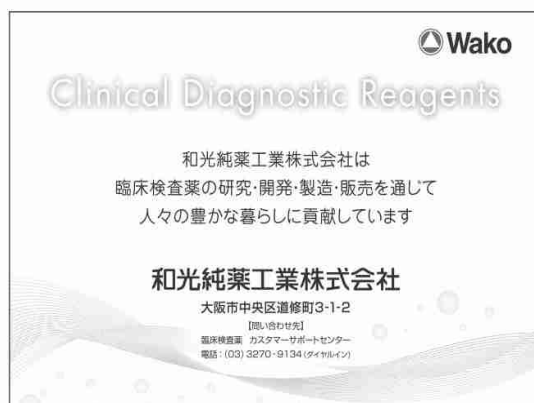 Wako
Clinical Diagnostic Reagents
和光純薬工業株式会社は
臨床検査薬の研究・開発・製造・販売を通じて
人々の豊かな暮らしに貢献しています
和光純薬工業株式会社
大阪市中央区道修町3-1-2
【問い合わせ先】
臨床検査薬 カスタマーサポートセンター
電話：(03) 3270-9134 (ダイヤルイン)